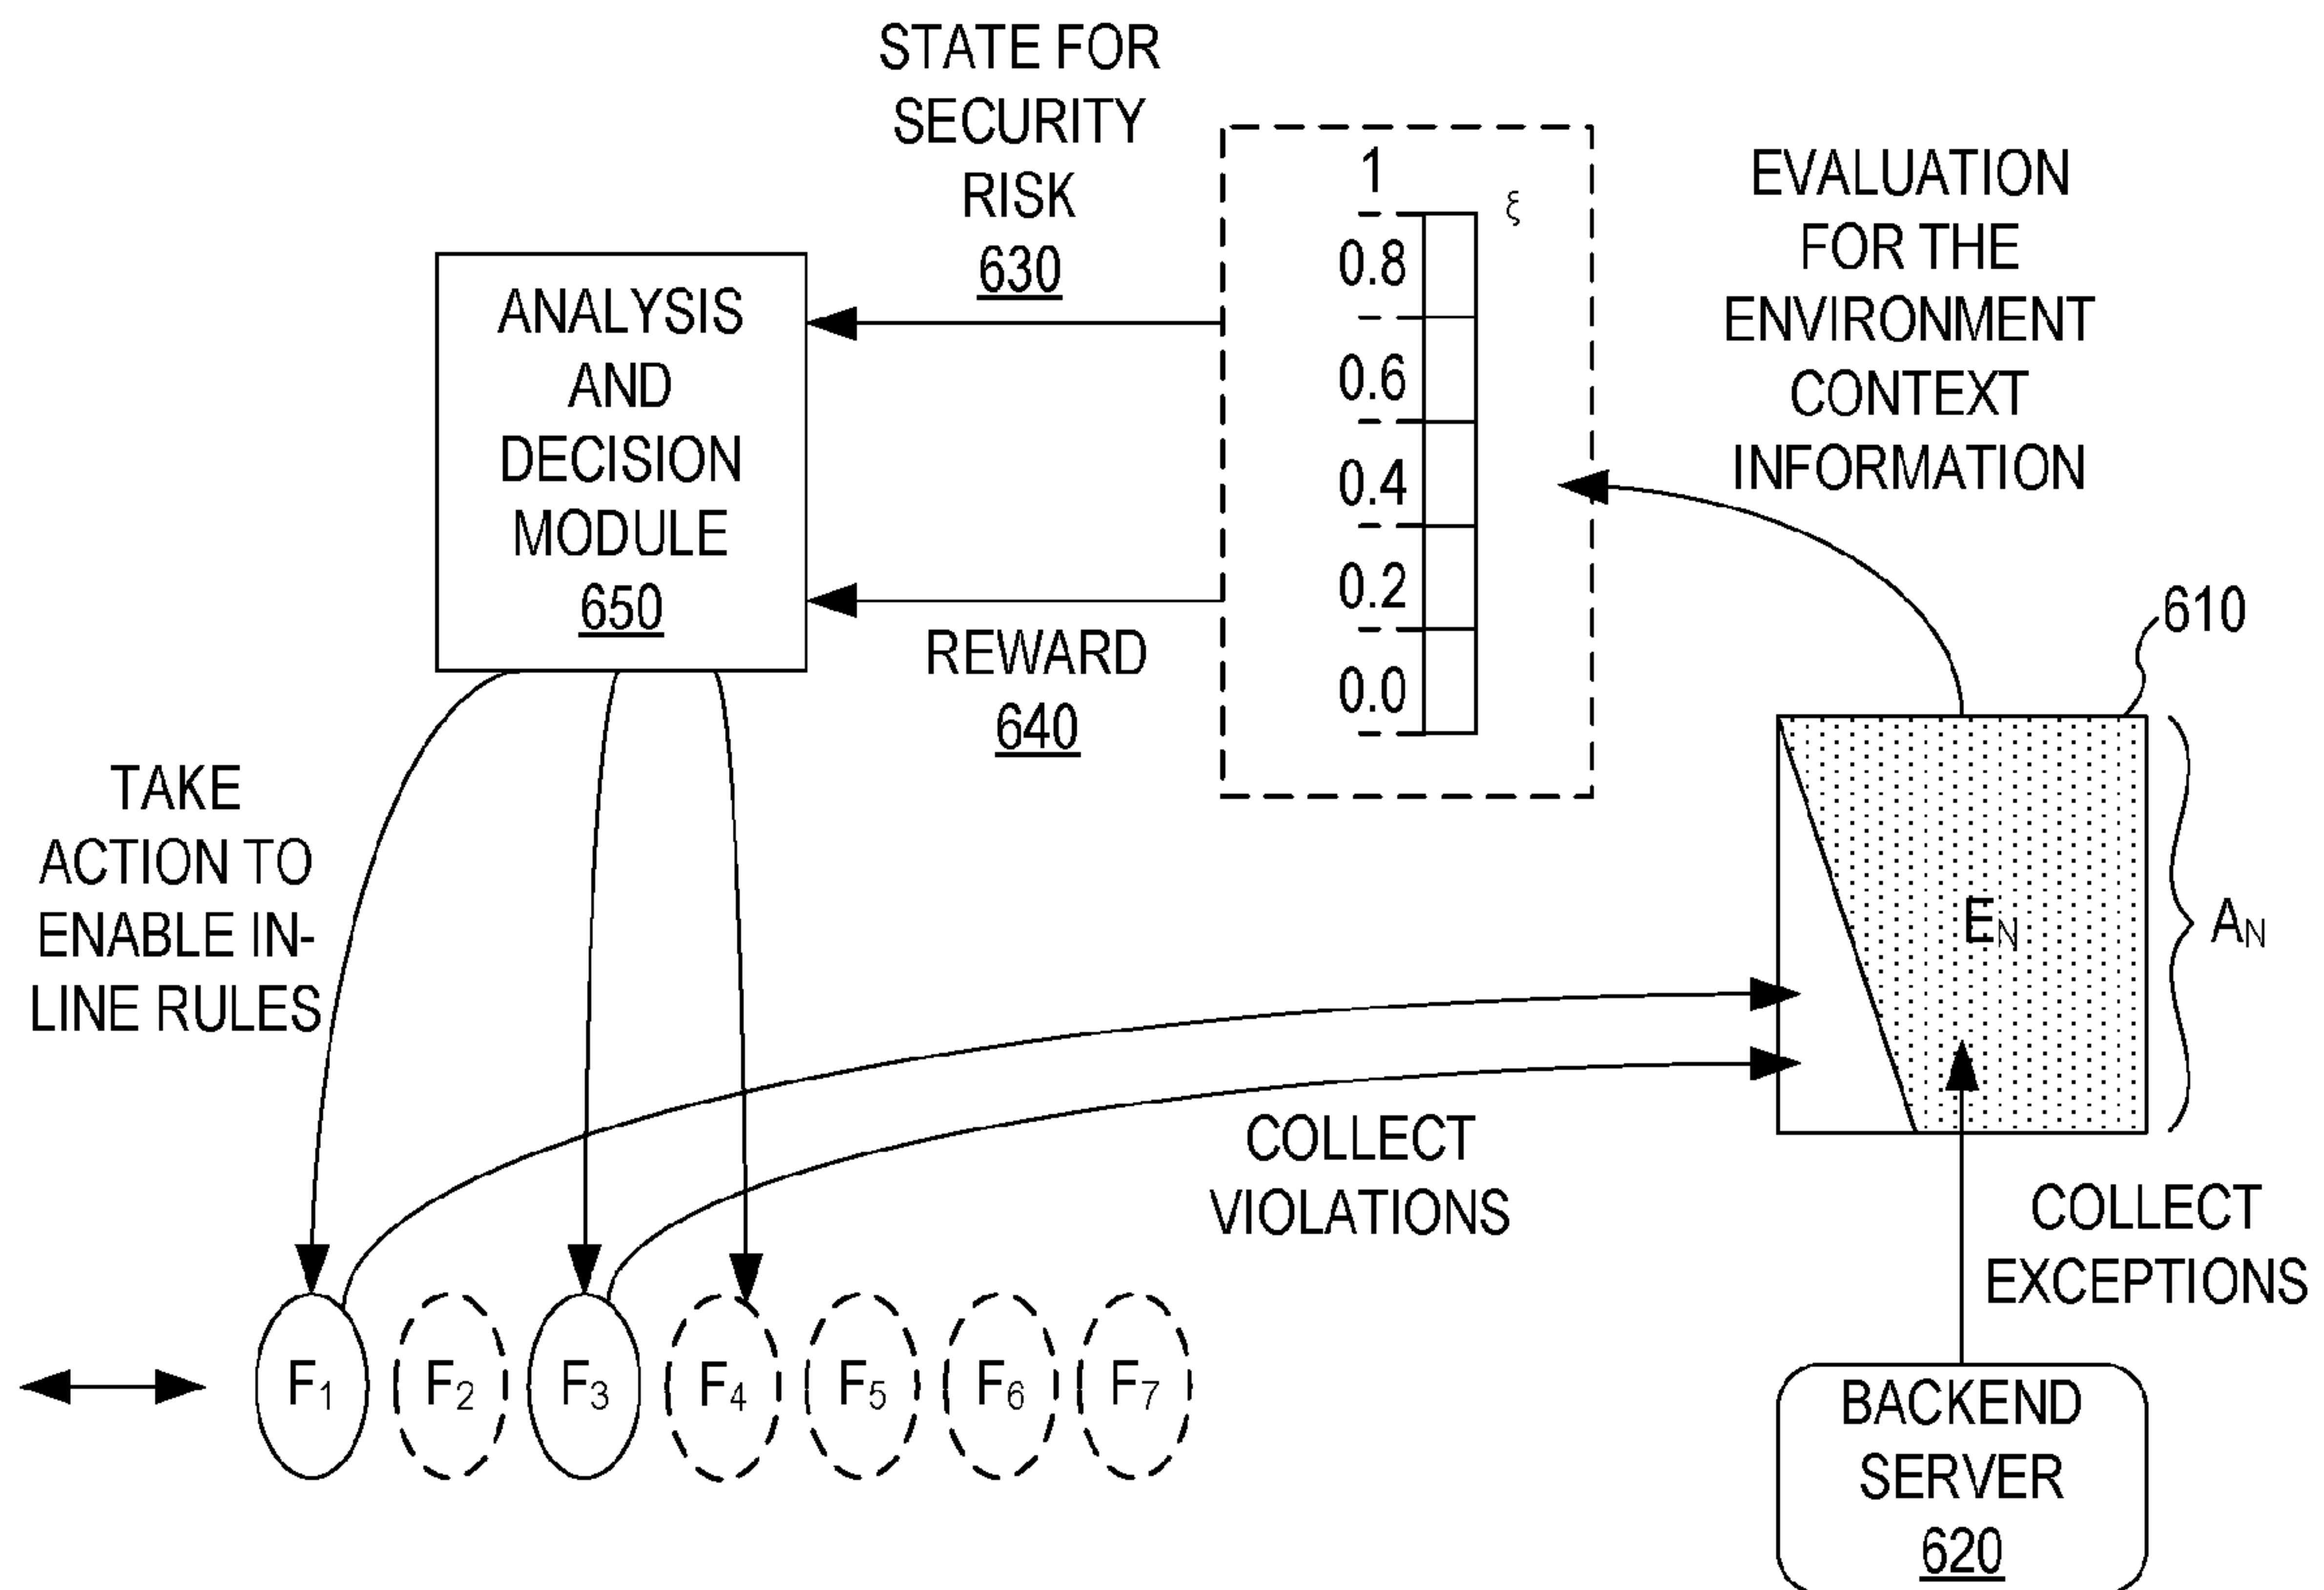 STATE FOR
SECURITY
RISK
630
ANALYSIS
AND
DECISION
MODULE
650
REWARD
640
1
ξ
0.8
0.6
0.4
0.2
0.0
EVALUATION
FOR THE
ENVIRONMENT
CONTEXT
INFORMATION
610
E_N
A_N
TAKE
ACTION TO
ENABLE IN-
LINE RULES
COLLECT
VIOLATIONS
COLLECT
EXCEPTIONS
F1
F2
F3
F4
F5
F6
F7
BACKEND
SERVER
620